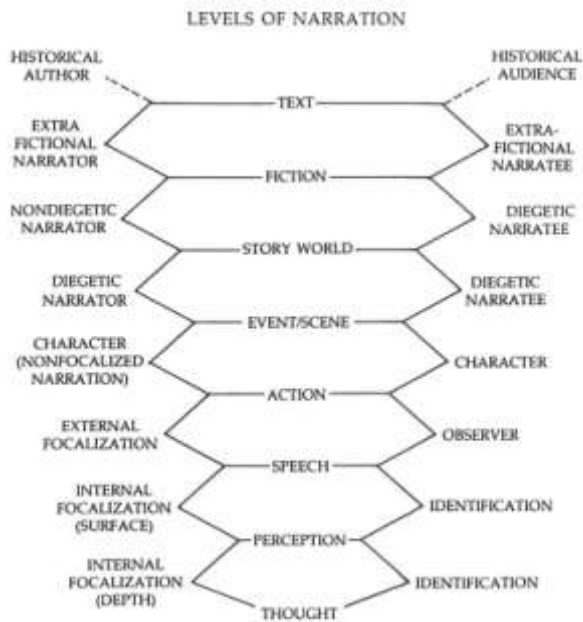 LEVELS OF NARRATION
HISTORICAL
AUTHOR
HISTORICAL
AUDIENCE
TEXT
EXTRA
FICTIONAL
NARRATOR
EXTRA-
FICTIONAL
NARRATEE
FICTION
NONDIEGETIC
NARRATOR
DIEGETIC
NARRATEE
STORY WORLD
DIEGETIC
NARRATOR
DIEGETIC
NARRATEE
EVENT/SCENE
CHARACTER
(NONFOCALIZED
NARRATION)
CHARACTER
ACTION
EXTERNAL
FOCALIZATION
OBSERVER
SPEECH
INTERNAL
FOCALIZATION
(SURFACE)
IDENTIFICATION
PERCEPTION
INTERNAL
FOCALIZATION
(DEPTH)
IDENTIFICATION
THOUGHT